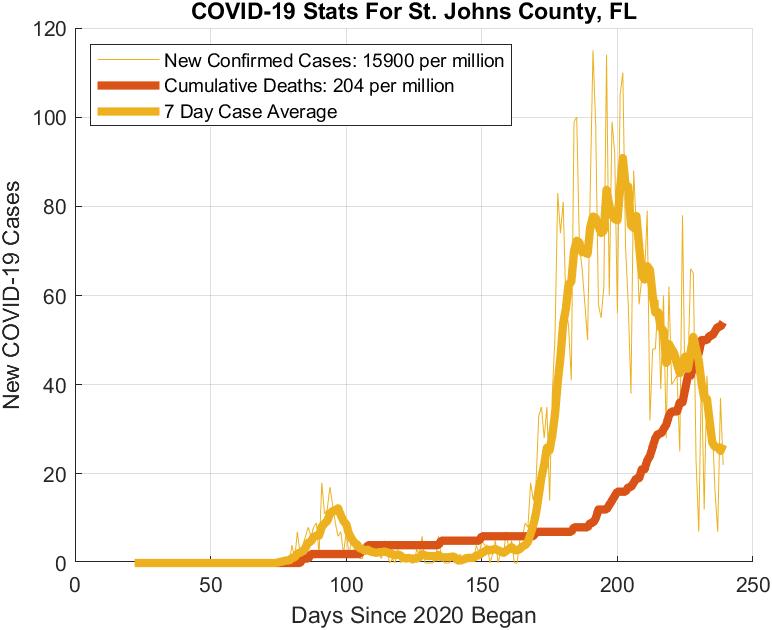 COVID-19 Stats For St. Johns County, FL
New Confirmed Cases: 15900 per million
Cumulative Deaths: 204 per million
7 Day Case Average
New COVID-19 Cases
120
100
80
60
40
20
0
0 50 100 150 200 250
Days Since 2020 Began